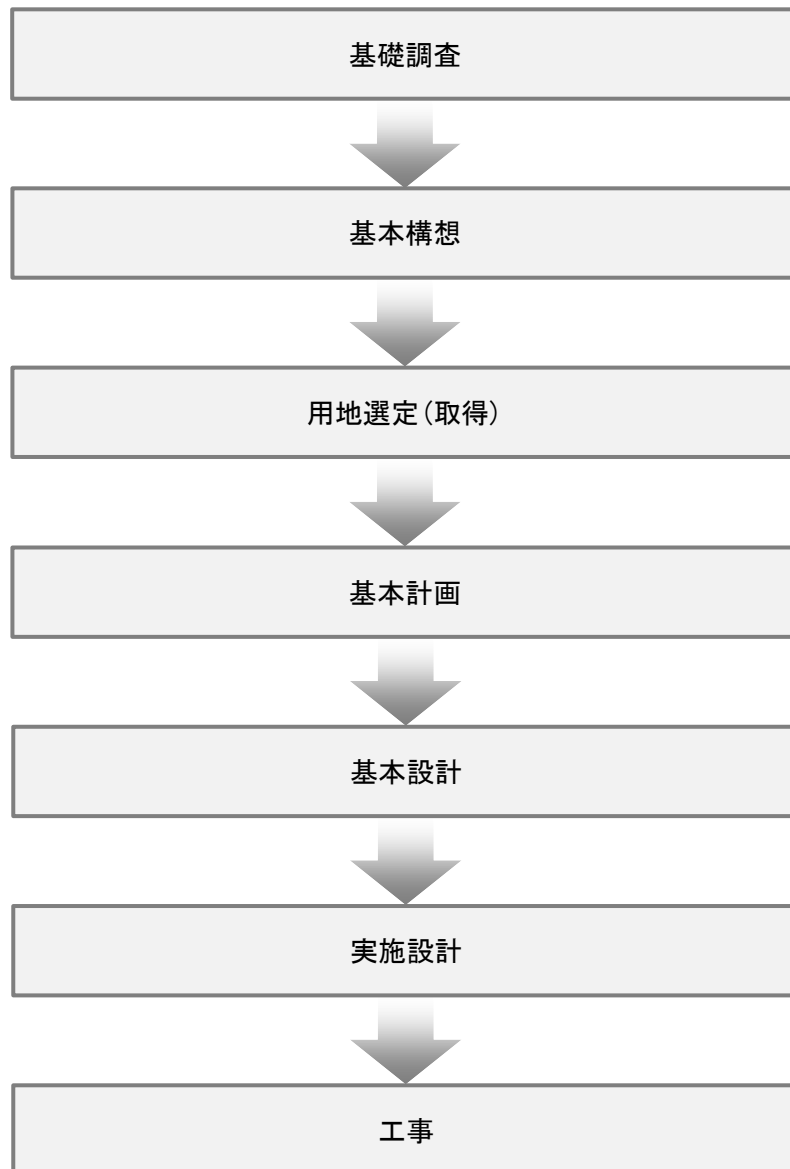 基礎調査
基本構想
用地選定（取得）
基本計画
基本設計
実施設計
工事